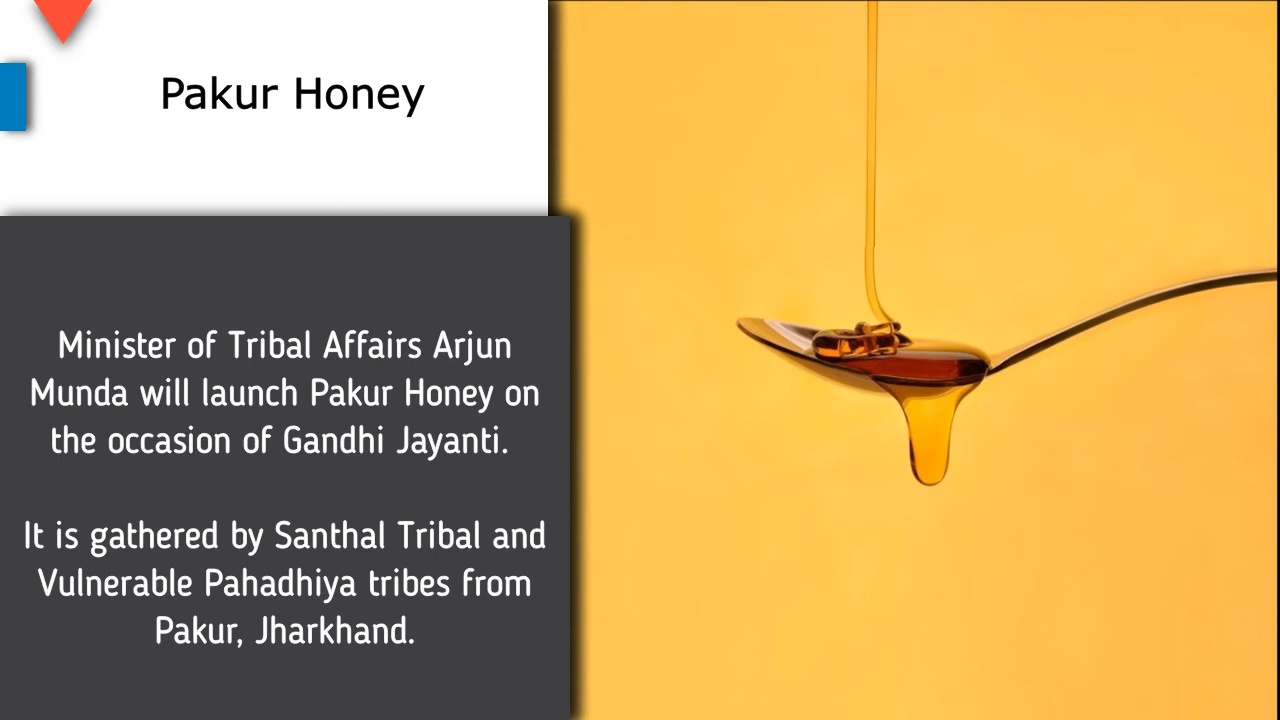 Pakur Honey
Minister of Tribal Affairs Arjun
Munda will launch Pakur Honey on
the occasion of Gandhi Jayanti.
It is gathered by Santhal Tribal and
Vulnerable Pahadhiya tribes from
Pakur, Jharkhand.